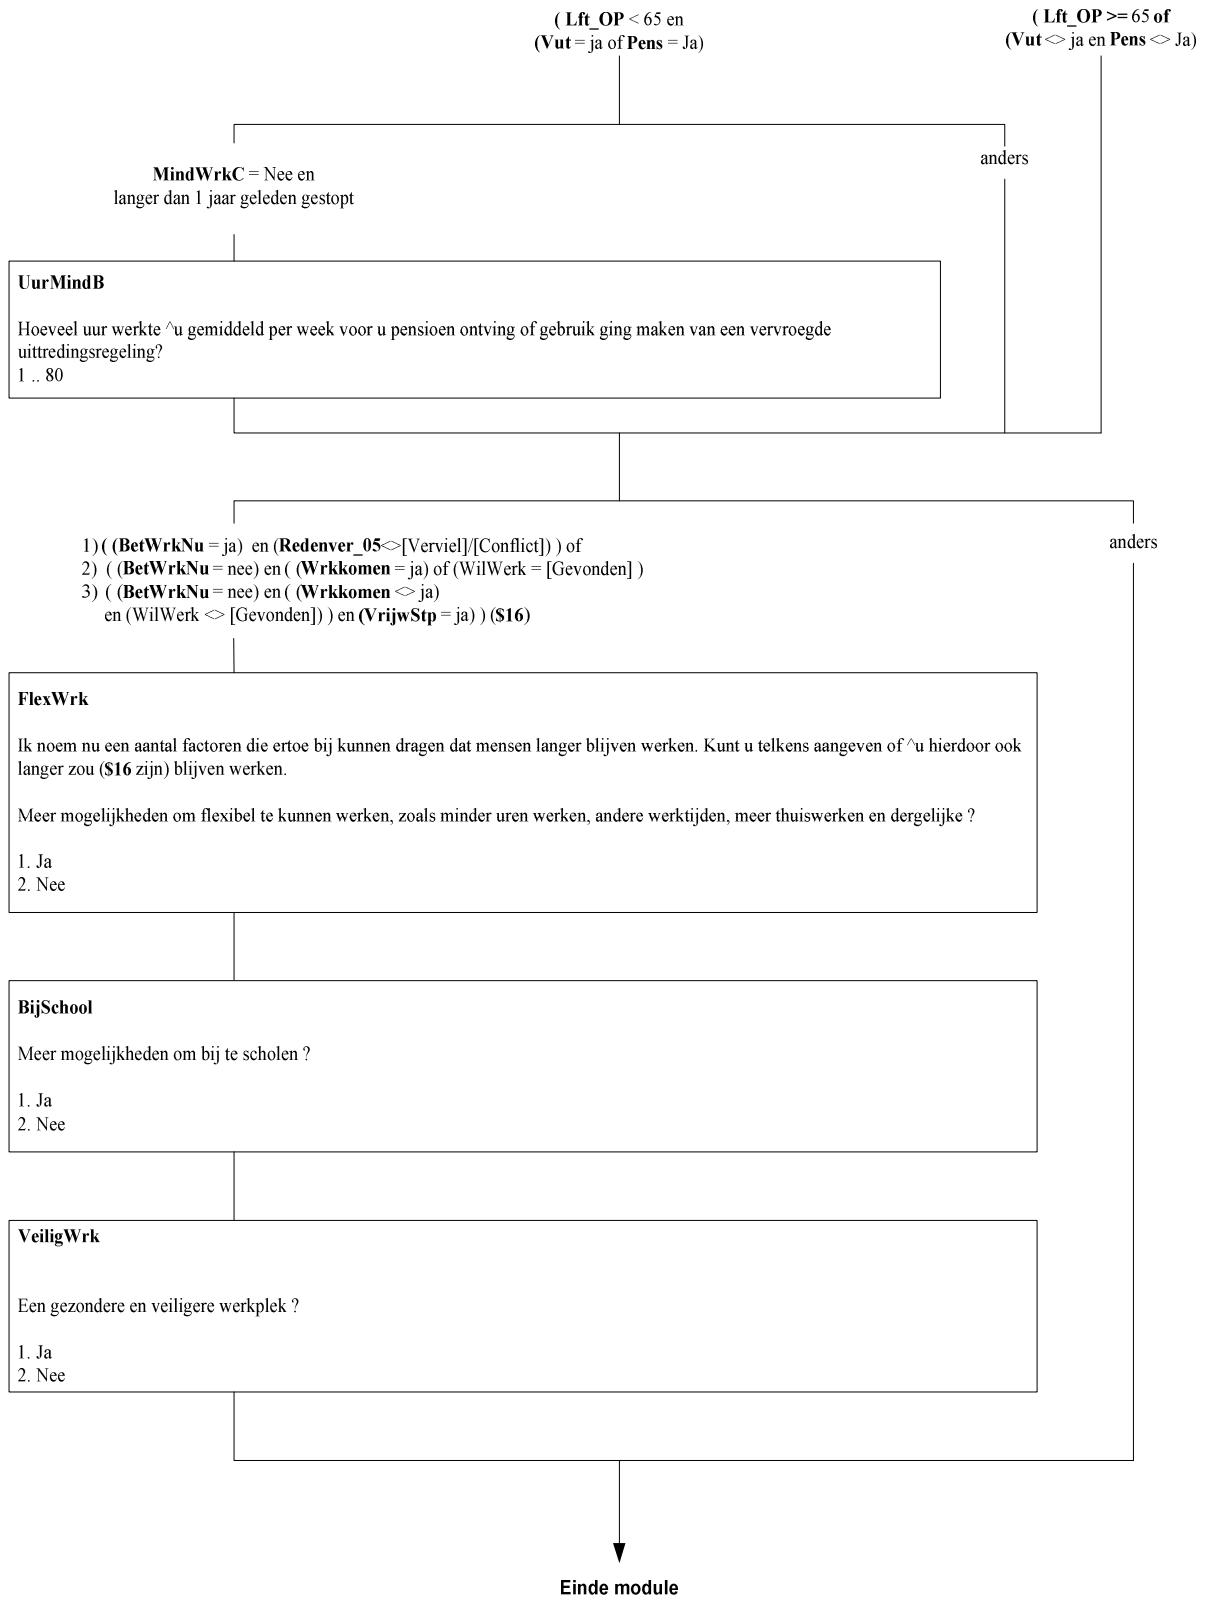 ( Lft_OP < 65 en
(Vut = ja of Pens = Ja)
( Lft_OP >= 65 of
(Vut <> ja en Pens <> Ja)
MindWrkC = Nee en
langer dan 1 jaar geleden gestopt
anders
UurMindB
Hoeveel uur werkte ^u gemiddeld per week voor u pensioen ontving of gebruik ging maken van een vervroegde
uittredingsregeling?
1 .. 80
1) ( (BetWrkNu = ja) en (Redenver_05<>[Verviel]/[Conflict]) ) of
2) ( (BetWrkNu = nee) en ( (Wrkkomen = ja) of (WilWerk = [Gevonden] )
3) ( (BetWrkNu = nee) en ( (Wrkkomen <> ja)
en (WilWerk <> [Gevonden]) ) en (VrijwStp = ja) ) ($16)
anders
FlexWrk
Ik noem nu een aantal factoren die ertoe bij kunnen dragen dat mensen langer blijven werken. Kunt u telkens aangeven of ^u hierdoor ook
langer zou ($16 zijn) blijven werken.
Meer mogelijkheden om flexibel te kunnen werken, zoals minder uren werken, andere werktijden, meer thuiswerken en dergelijke ?
1. Ja
2. Nee
BijSchool
Meer mogelijkheden om bij te scholen ?
1. Ja
2. Nee
VeiligWrk
Een gezondere en veiligere werkplek ?
1. Ja
2. Nee
Einde module